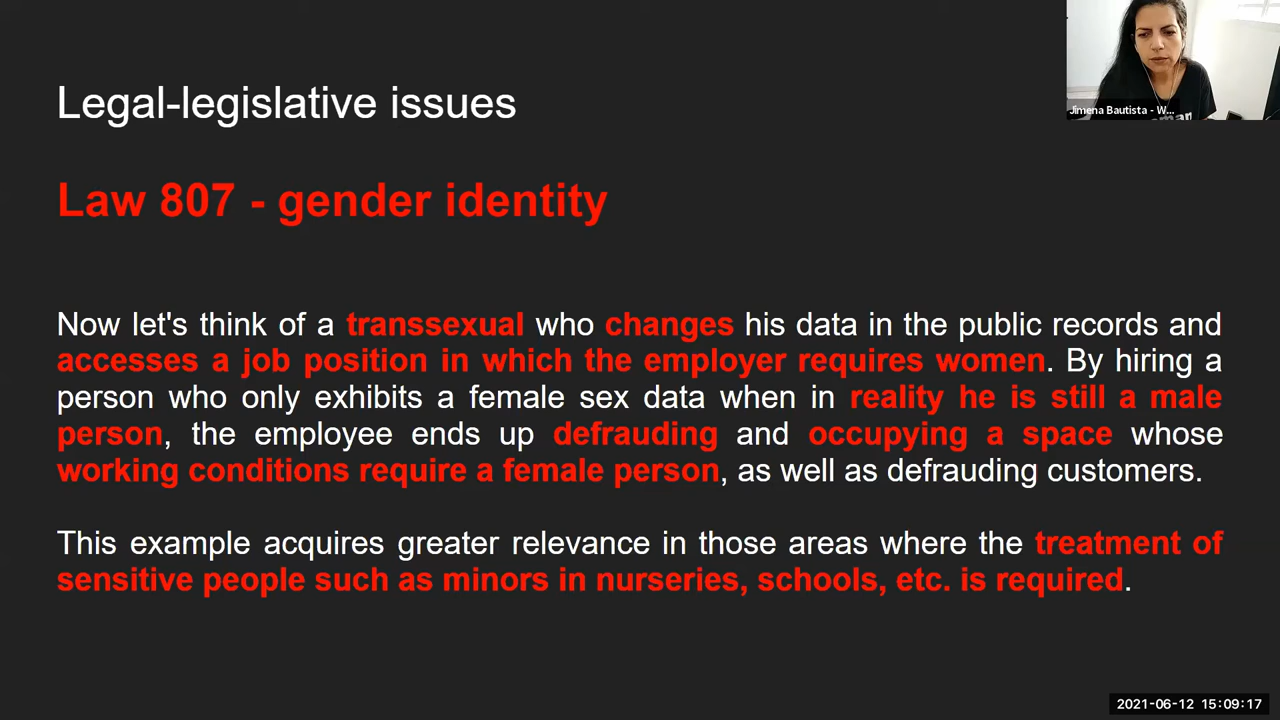 Jimena Bautista - W...
Legal-legislative issues
Law 807 - gender identity
Now let's think of a transsexual who changes his data in the public records and
accesses a job position in which the employer requires women. By hiring a
person who only exhibits a female sex data when in reality he is still a male
person, the employee ends up defrauding and occupying a space whose
working conditions require a female person, as well as defrauding customers.
This example acquires greater relevance in those areas where the treatment of
sensitive people such as minors in nurseries, schools, etc. is required.
2021-06-12 15:09:17